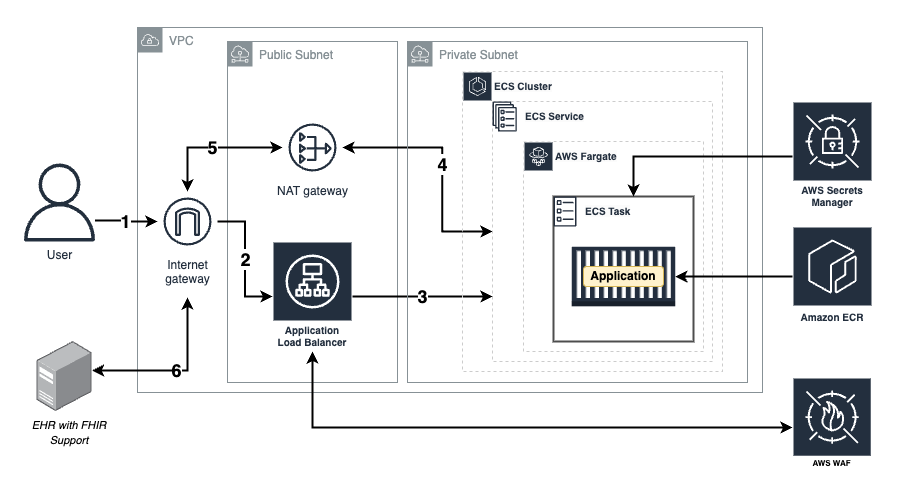 VPC
Public Subnet
Private Subnet
ECS Cluster
ECS Service
AWS Fargate
5
4
NAT gateway
AWS Secrets
Manager
ECS Task
1
User
2
Internet
gateway
Application
Amazon ECR
3
Application
Load Balancer
6
EHR with FHIR
Support
AWS WAF